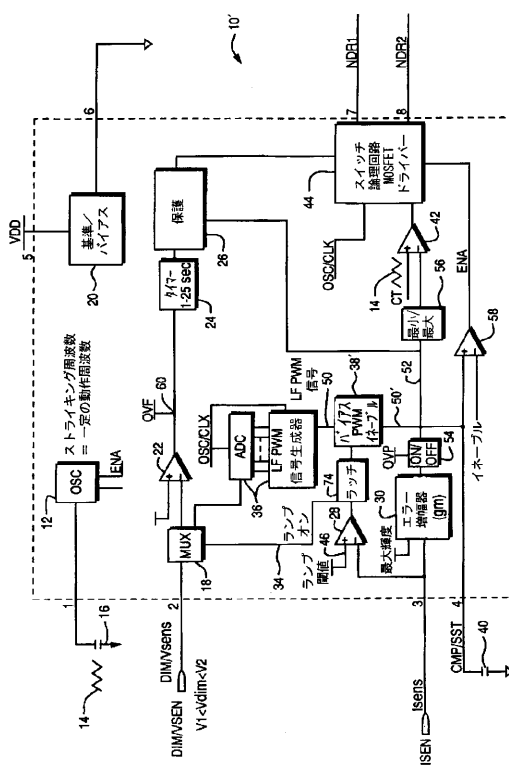 10'
VDD
5
6
基準/
バイアス
20
ストライキング周波数
= 一定の動作周波数
12
OSC
ENA
1
14
16
保護
26
タイマー
1-25 sec
24
OVF
60
22
スイッチ
論理回路
MOSFET
ドライバー
44
7
NDR1
8
NDR2
OSC/CLK
42
14
CT
ENA
最小/
最大
56
58
MUX
18
2
DIM/Vsens
DIM/VSEN
V1<Vdim<V2
OSC/CLX
ADC
36
LF PWM
信号生成器
LF PWM
信号
50
38'
バイアス
PWM
イネーブル
ランプ
オン
34
ラッチ
74
28
46
ランプ
閾値
52
50'
OVP
ON/
OFF
54
30
エラー
増幅器
(gm)
最大輝度
イネーブル
3
Isens
ISEN
4
CMP/SST
40